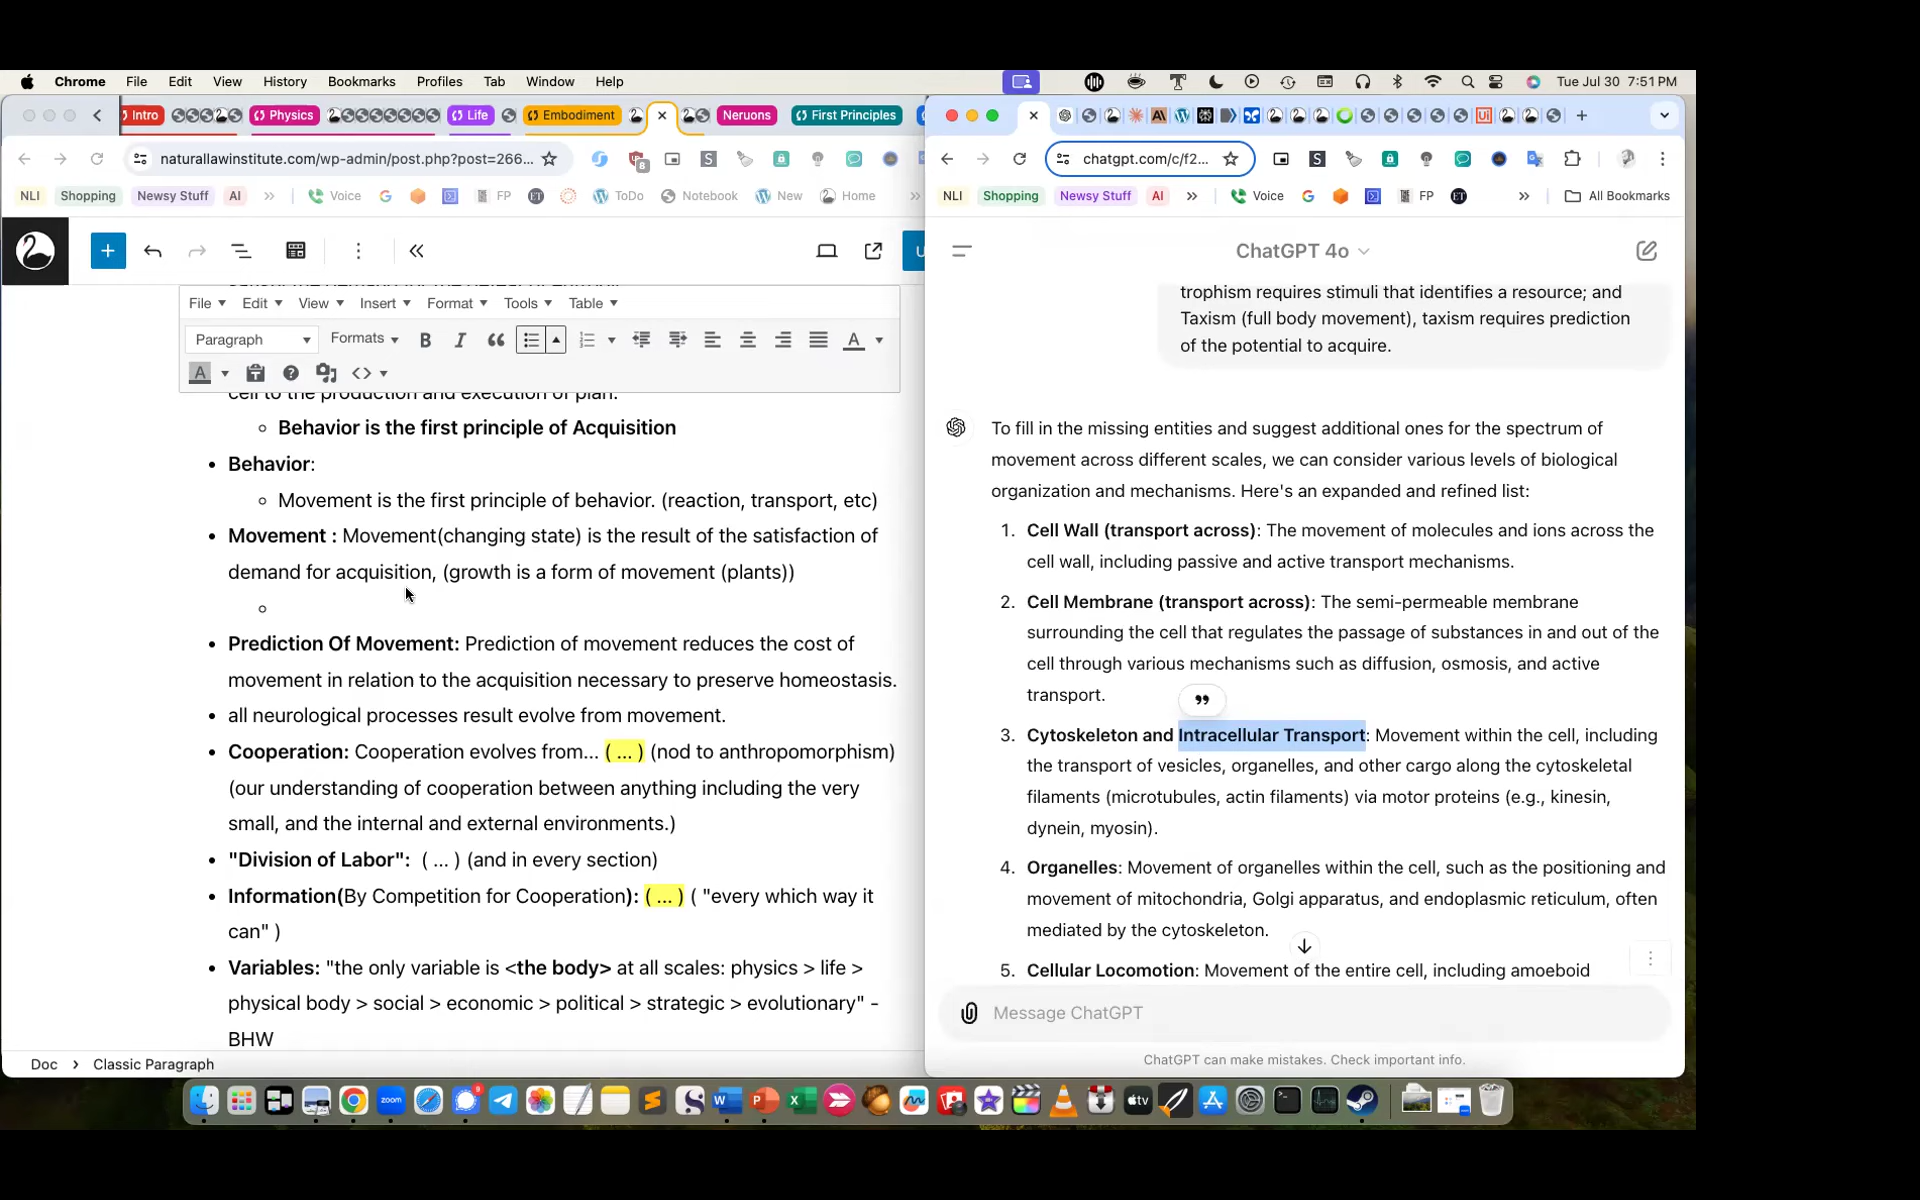 Chrome File Edit View History Bookmarks Profiles Tab Window Help
Tue Jul 30 7:51 PM
Intro Physics Life Embodiment Neruons First Principles
naturallawinstitute.com/wp-admin/post.php?post=266...
8
NLI Shopping Newsy Stuff AI » Voice FP ET ToDo Notebook New Home »
File Edit View Insert Format Tools Table
Paragraph Formats B I A
A
cell to the production and execution of plan.
◦ Behavior is the first principle of Acquisition
• Behavior:
◦ Movement is the first principle of behavior. (reaction, transport, etc)
• Movement : Movement(changing state) is the result of the satisfaction of
demand for acquisition, (growth is a form of movement (plants))
◦
• Prediction Of Movement: Prediction of movement reduces the cost of
movement in relation to the acquisition necessary to preserve homeostasis.
• all neurological processes result evolve from movement.
• Cooperation: Cooperation evolves from... ( ... ) (nod to anthropomorphism)
(our understanding of cooperation between anything including the very
small, and the internal and external environments.)
• "Division of Labor": ( ... ) (and in every section)
• Information(By Competition for Cooperation): ( ... ) ( "every which way it
can" )
• Variables: "the only variable is <the body> at all scales: physics > life >
physical body > social > economic > political > strategic > evolutionary" -
BHW
Doc › Classic Paragraph
chatgpt.com/c/f2...
NLI Shopping Newsy Stuff AI » Voice FP ET » All Bookmarks
ChatGPT 4o
trophism requires stimuli that identifies a resource; and
Taxism (full body movement), taxism requires prediction
of the potential to acquire.
To fill in the missing entities and suggest additional ones for the spectrum of
movement across different scales, we can consider various levels of biological
organization and mechanisms. Here's an expanded and refined list:
1. Cell Wall (transport across): The movement of molecules and ions across the
cell wall, including passive and active transport mechanisms.
2. Cell Membrane (transport across): The semi-permeable membrane
surrounding the cell that regulates the passage of substances in and out of the
cell through various mechanisms such as diffusion, osmosis, and active
transport.
3. Cytoskeleton and Intracellular Transport: Movement within the cell, including
the transport of vesicles, organelles, and other cargo along the cytoskeletal
filaments (microtubules, actin filaments) via motor proteins (e.g., kinesin,
dynein, myosin).
4. Organelles: Movement of organelles within the cell, such as the positioning and
movement of mitochondria, Golgi apparatus, and endoplasmic reticulum, often
mediated by the cytoskeleton.
5. Cellular Locomotion: Movement of the entire cell, including amoeboid
Message ChatGPT
ChatGPT can make mistakes. Check important info.
zoom
tv